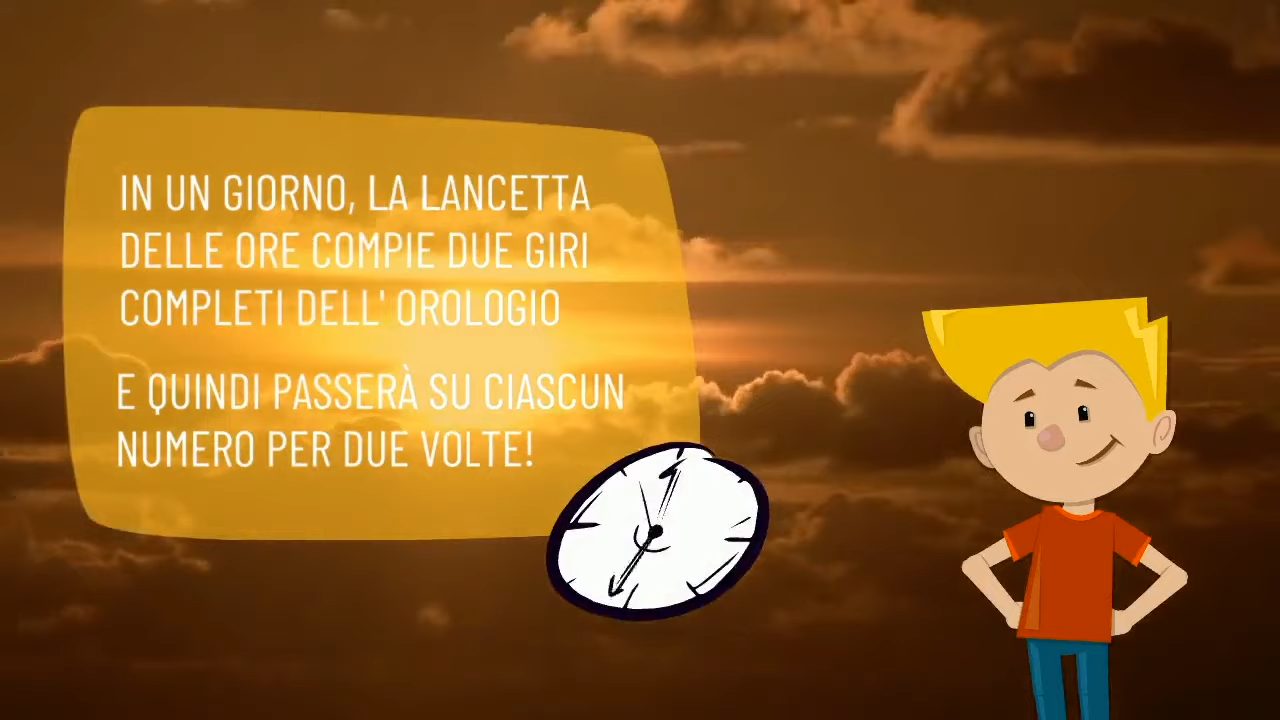 IN UN GIORNO, LA LANCETTA
DELLE ORE COMPIE DUE GIRI
COMPLETI DELL' OROLOGIO
E QUINDI PASSERÀ SU CIASCUN
NUMERO PER DUE VOLTE!